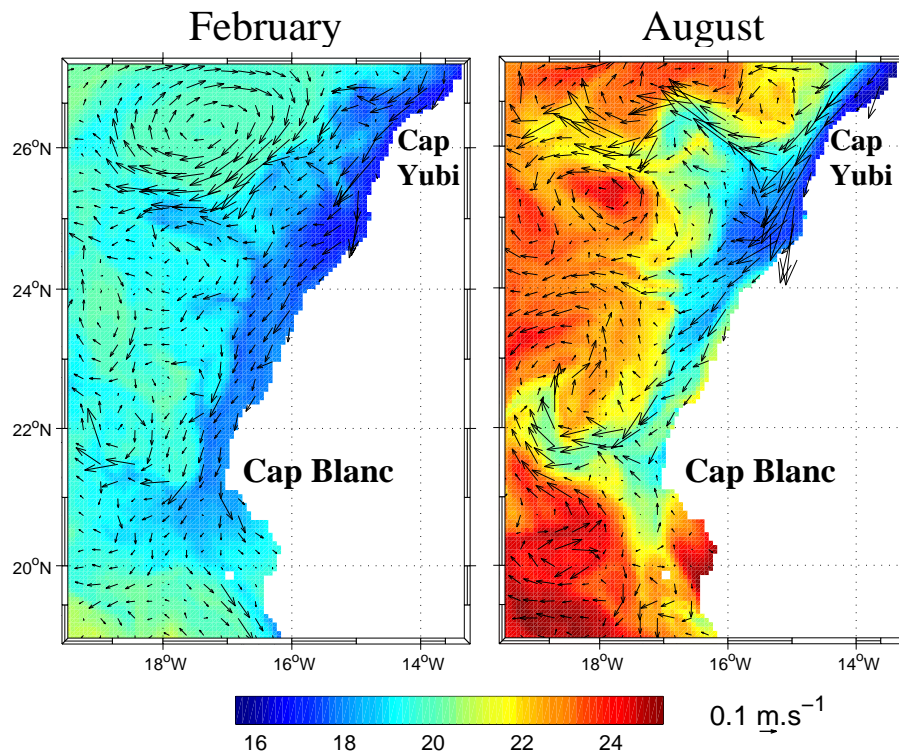 February
August
26°N
24°N
22°N
20°N
Cap
Yubi
Cap Blanc
18°W
16°W
14°W
Cap
Yubi
Cap Blanc
18°W
16°W
14°W
16
18
20
22
24
0.1 m.s⁻¹